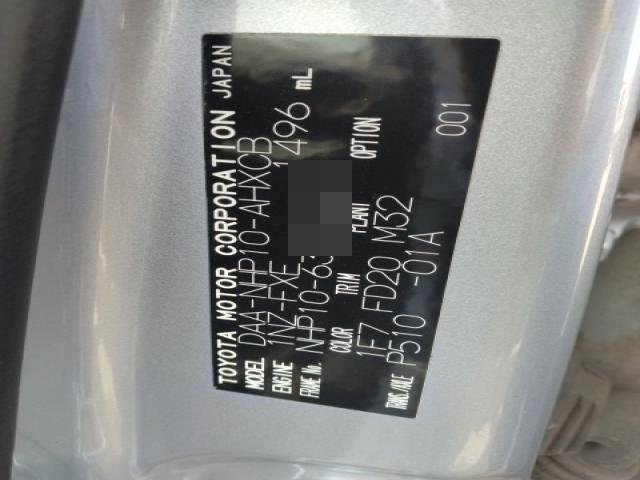 TOYOTA MOTOR CORPORATION JAPAN
MODEL DAA-NHP10-AHXCB
ENGINE 1NZ-FXE 1496 mL
FRAME No. NHP10-63
COLOR TRIM PLANT OPTION
1F7 FD20 M32
TRANS./AXLE P510 -01A 001